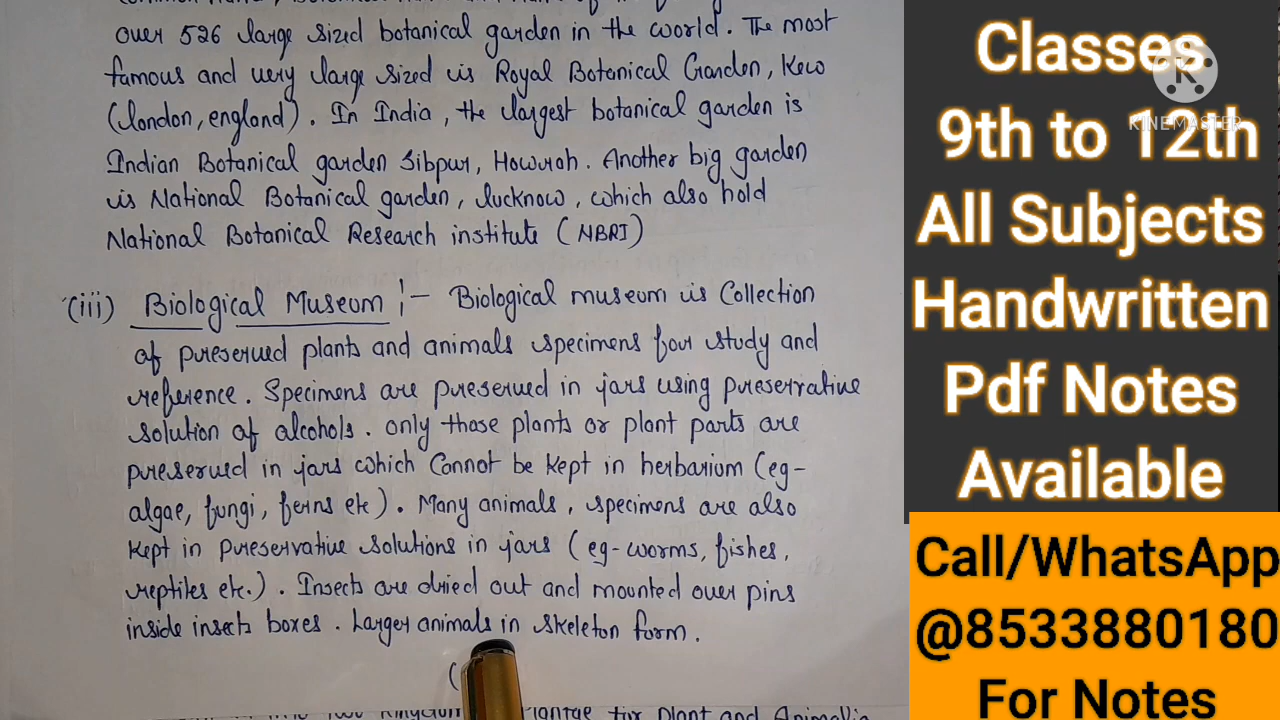 over 526 large sized botanical garden in the world. The most
famous and very large sized is Royal Botanical Garden, Kew
(london, england). In India, the largest botanical garden is
Indian Botanical garden Sibpur, Howrah. Another big garden
is National Botanical garden, lucknow, which also hold
National Botanical Research institute (NBRI)
(iii) Biological Museum :- Biological museum is Collection
of preserved plants and animals specimens for study and
reference. Specimens are preserved in jars using preservative
solution of alcohols. only those plants or plant parts are
preserved in jars which Cannot be kept in herbarium (eg-
algae, fungi, ferns etc). Many animals, specimens are also
kept in preservative solutions in jars (eg-worms, fishes,
reptiles etc.). Insects are dried out and mounted over pins
inside insects boxes. Larger animals in skeleton form.
(
Plantae for plant and Animalia
Classes
9th to 12th
All Subjects
Handwritten
Pdf Notes
Available
Call/WhatsApp
@8533880180
For Notes
K
KINEMASTER